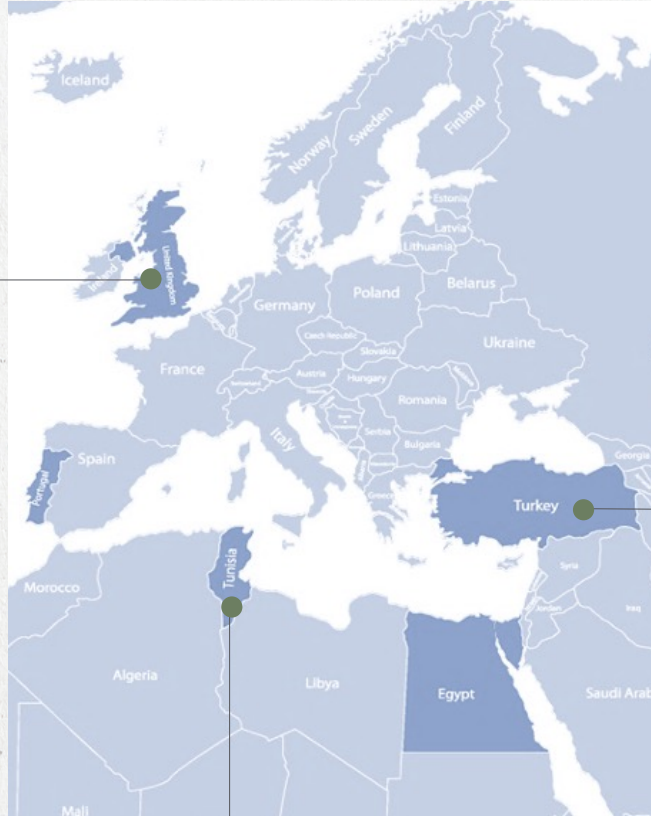 Iceland
Norway
Sweden
Finland
Estonia
Latvia
Lithuania
United Kingdom
Ireland
Belarus
Poland
Germany
Czech Republic
Ukraine
Slovakia
France
Switzerland
Austria
Hungary
Moldova
Romania
Italy
Serbia
Bulgaria
Georgia
Spain
Portugal
Greece
Turkey
Tunisia
Syria
Morocco
Jordan
Iraq
Algeria
Libya
Egypt
Saudi Arab
Mali